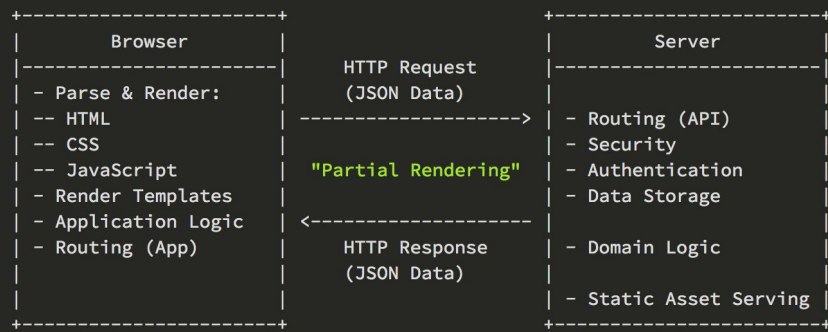 Browser
- Parse & Render:
-- HTML
-- CSS
-- JavaScript
- Render Templates
- Application Logic
- Routing (App)
HTTP Request
(JSON Data)
"Partial Rendering"
HTTP Response
(JSON Data)
Server
- Routing (API)
- Security
- Authentication
- Data Storage
- Domain Logic
- Static Asset Serving